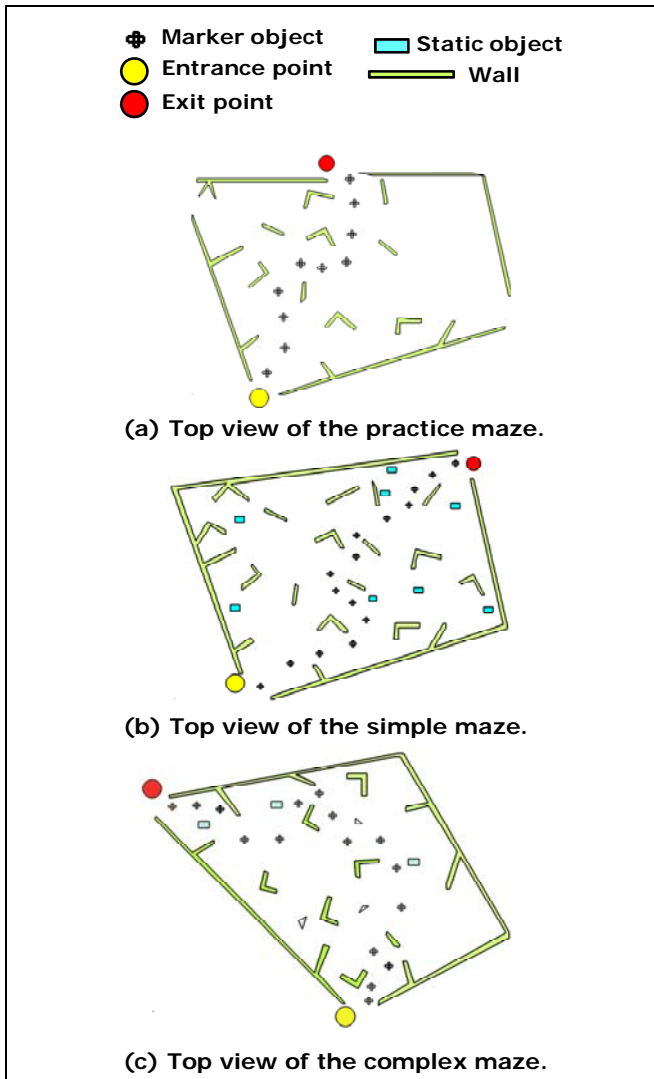 Marker object
Static object
Entrance point
Wall
Exit point
(a) Top view of the practice maze.
(b) Top view of the simple maze.
(c) Top view of the complex maze.